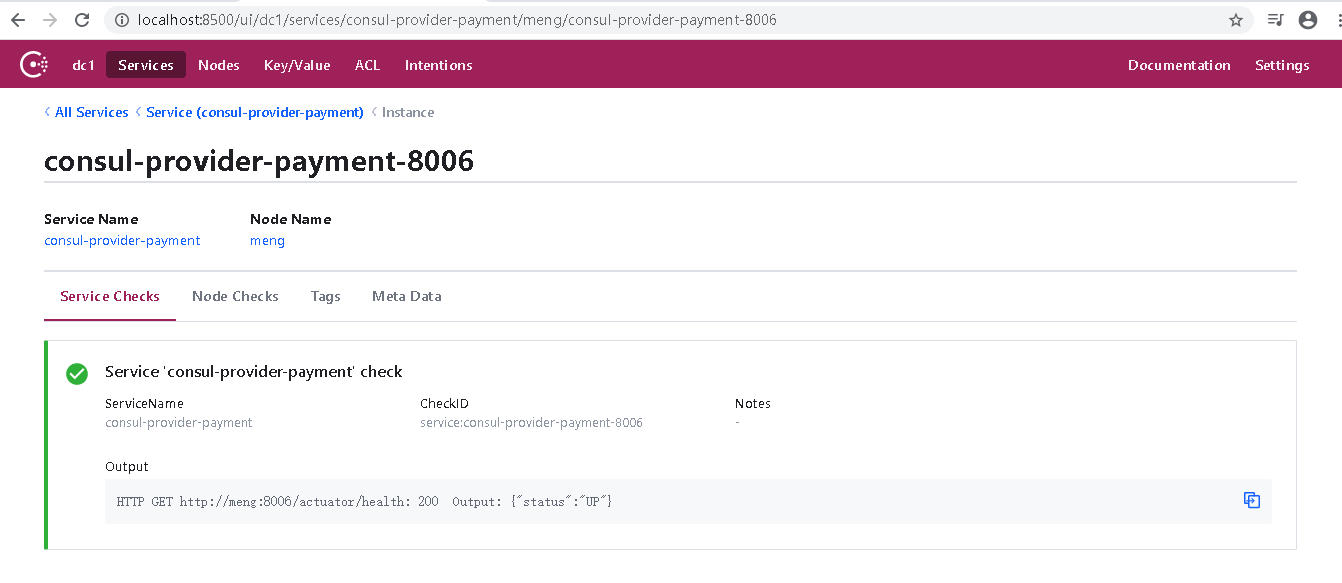 localhost:8500/ui/dc1/services/consul-provider-payment/meng/consul-provider-payment-8006
dc1 Services Nodes Key/Value ACL Intentions Documentation Settings
All Services Service (consul-provider-payment) Instance
consul-provider-payment-8006
Service Name Node Name
consul-provider-payment meng
Service Checks Node Checks Tags Meta Data
Service 'consul-provider-payment' check
ServiceName CheckID Notes
consul-provider-payment service:consul-provider-payment-8006 -
Output
HTTP GET http://meng:8006/actuator/health: 200 Output: {"status":"UP"}